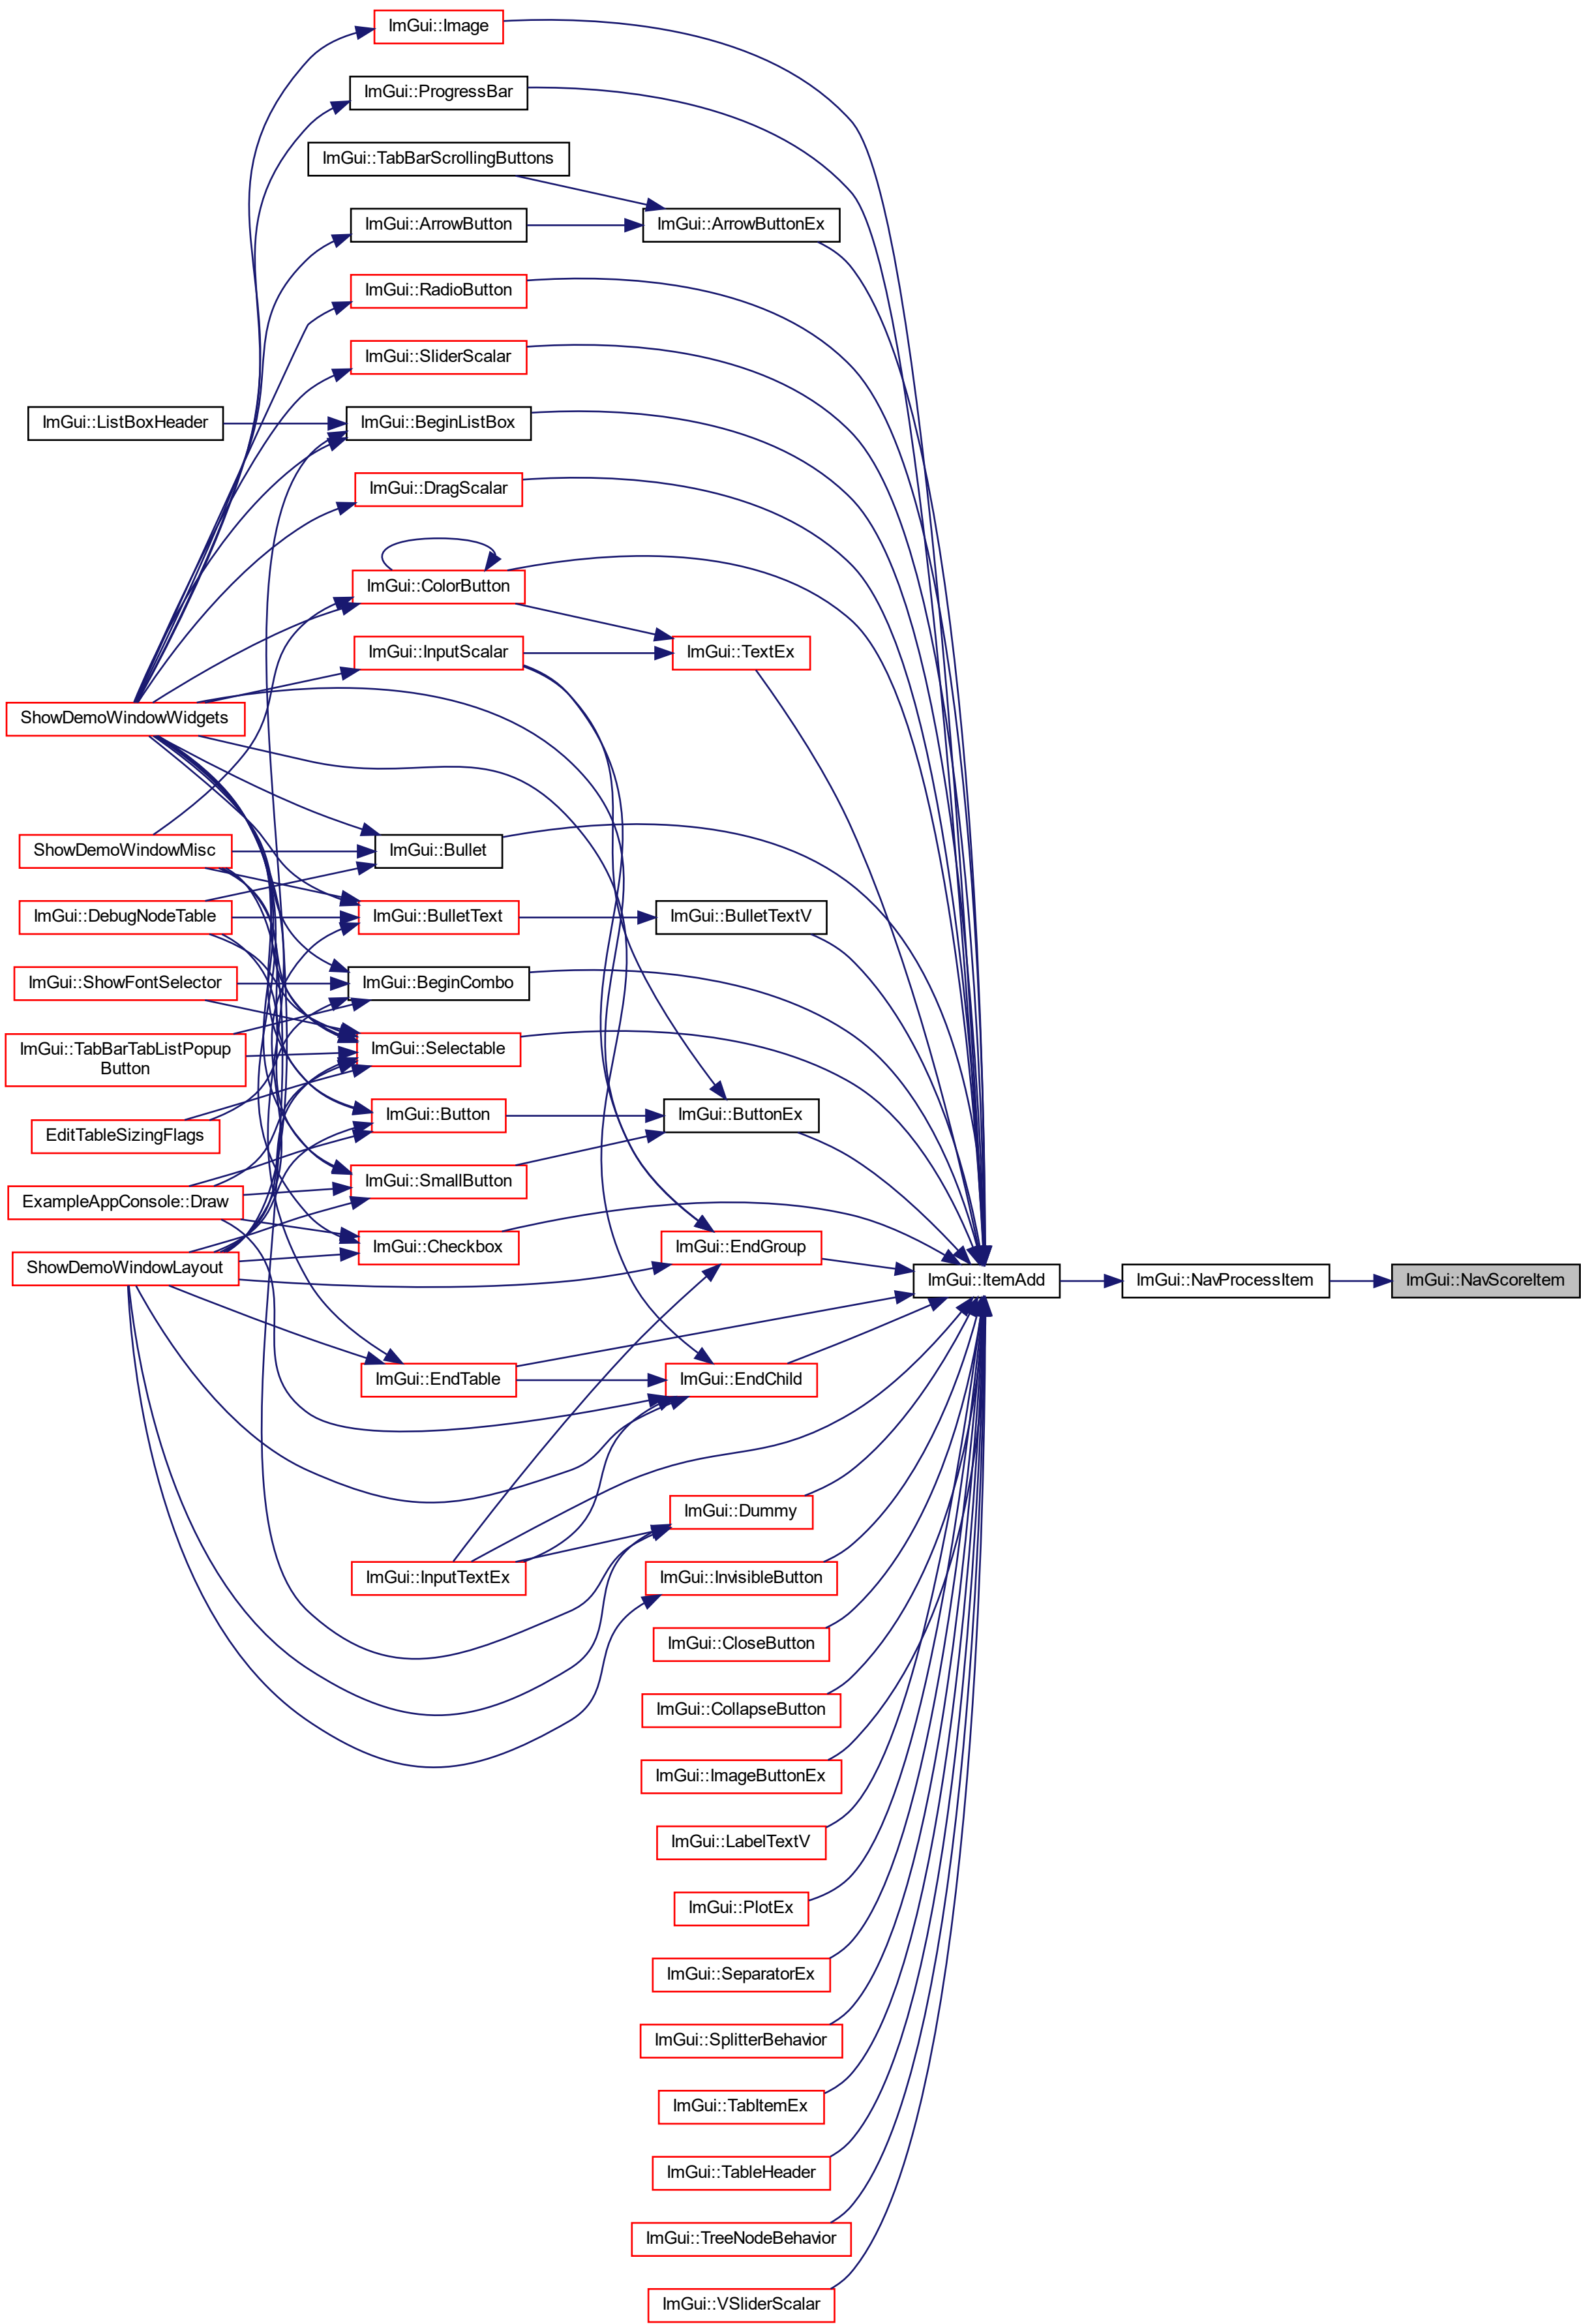 ImGui::Image
ImGui::ProgressBar
ImGui::TabBarScrollingButtons
ImGui::ArrowButton
ImGui::ArrowButtonEx
ImGui::RadioButton
ImGui::SliderScalar
ImGui::ListBoxHeader
ImGui::BeginListBox
ImGui::DragScalar
ImGui::ColorButton
ImGui::InputScalar
ImGui::TextEx
ShowDemoWindowWidgets
ShowDemoWindowMisc
ImGui::Bullet
ImGui::DebugNodeTable
ImGui::BulletText
ImGui::BulletTextV
ImGui::ShowFontSelector
ImGui::BeginCombo
ImGui::TabBarTabListPopup
Button
ImGui::Selectable
EditTableSizingFlags
ImGui::Button
ImGui::ButtonEx
ExampleAppConsole::Draw
ImGui::SmallButton
ShowDemoWindowLayout
ImGui::Checkbox
ImGui::EndGroup
ImGui::ItemAdd
ImGui::NavProcessItem
ImGui::NavScoreItem
ImGui::EndTable
ImGui::EndChild
ImGui::Dummy
ImGui::InputTextEx
ImGui::InvisibleButton
ImGui::CloseButton
ImGui::CollapseButton
ImGui::ImageButtonEx
ImGui::LabelTextV
ImGui::PlotEx
ImGui::SeparatorEx
ImGui::SplitterBehavior
ImGui::TabItemEx
ImGui::TableHeader
ImGui::TreeNodeBehavior
ImGui::VSliderScalar